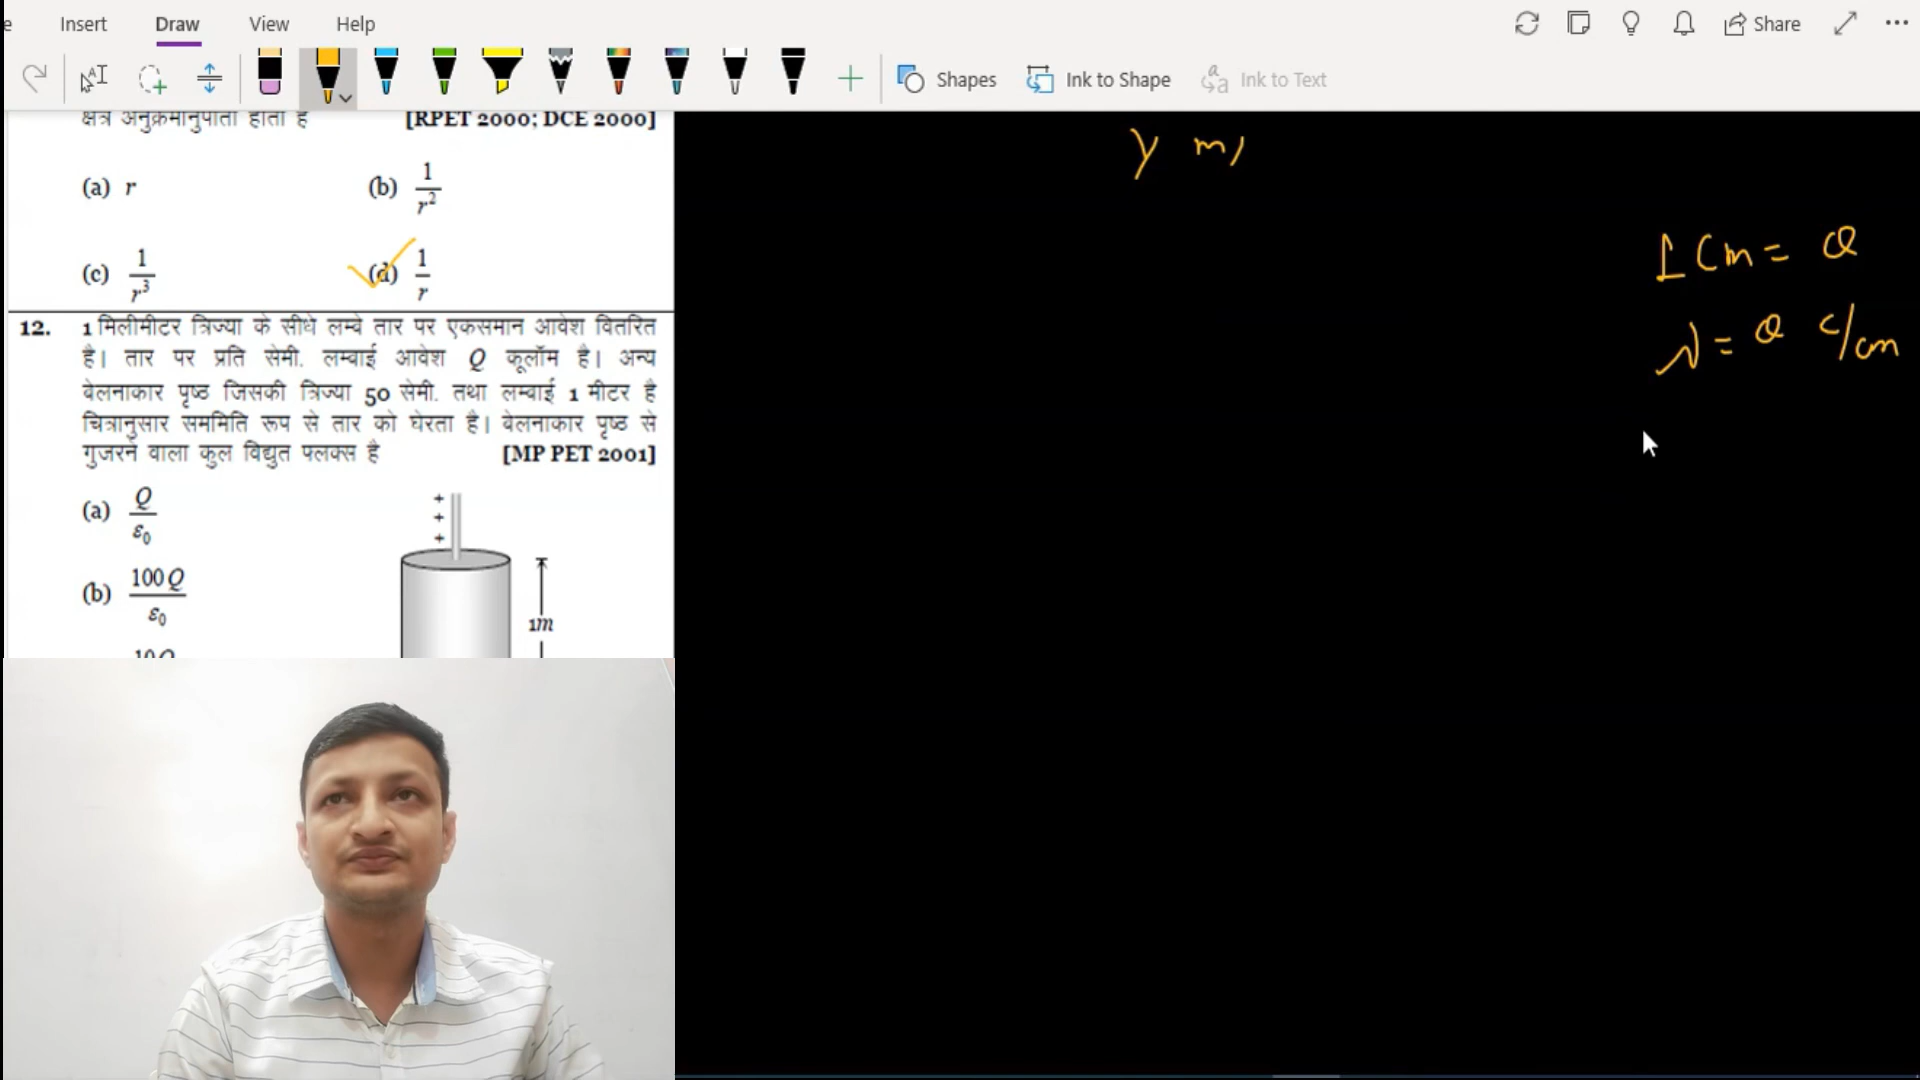 Insert Draw View Help Share
Shapes Ink to Shape Ink to Text
क्षेत्र अनुक्रमानुपाती होता है [RPET 2000; DCE 2000]
(a) r (b) 1/r²
(c) 1/r³ (d) 1/r
12. 1 मिलीमीटर त्रिज्या के सीधे लम्बे तार पर एकसमान आवेश वितरित
है। तार पर प्रति सेमी. लम्बाई आवेश Q कूलॉम है। अन्य
बेलनाकार पृष्ठ जिसकी त्रिज्या 50 सेमी. तथा लम्बाई 1 मीटर है
चित्रानुसार सममिति रूप से तार को घेरता है। बेलनाकार पृष्ठ से
गुजरने वाला कुल विद्युत फ्लक्स है [MP PET 2001]
(a) Q/ε₀
(b) 100Q/ε₀
10Q
+
+
+
1m
1 Cm = Q
λ = Q c/cm